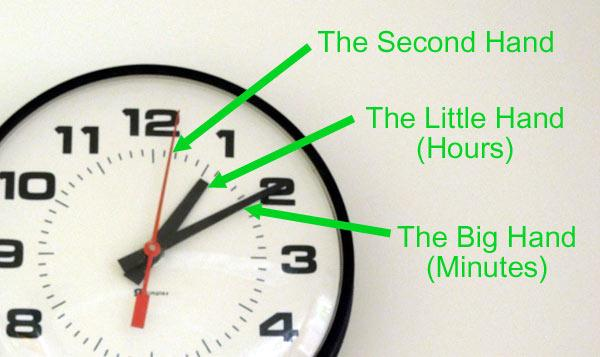 The Second Hand
The Little Hand
(Hours)
The Big Hand
(Minutes)
12
11
1
10
2
9
3
8
4